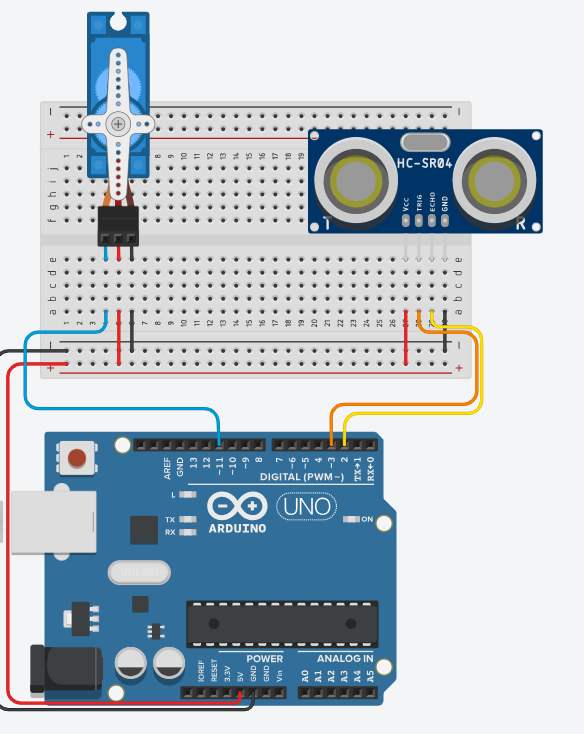 HC-SR04
VCC
TRIG
ECHO
GND
T
R
j
i
h
g
f
e
d
c
b
a
e
d
c
b
a
AREF
GND
13
12
~11
~10
~9
8
7
~6
~5
4
~3
2
TX→1
RX←0
DIGITAL (PWM~)
L
TX
RX
ARDUINO
UNO
ON
POWER
ANALOG IN
IOREF
RESET
3.3V
5V
GND
GND
Vin
A0
A1
A2
A3
A4
A5